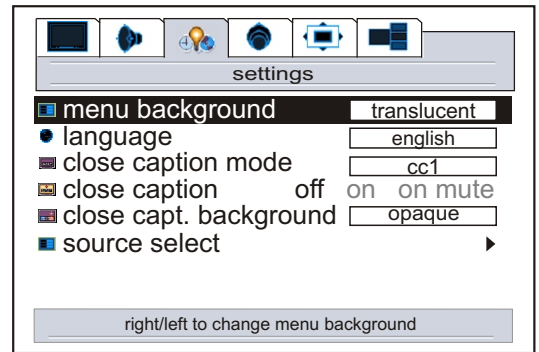 settings
menu background translucent
language english
close caption mode cc1
close caption off on on mute
close capt. background opaque
source select
right/left to change menu background